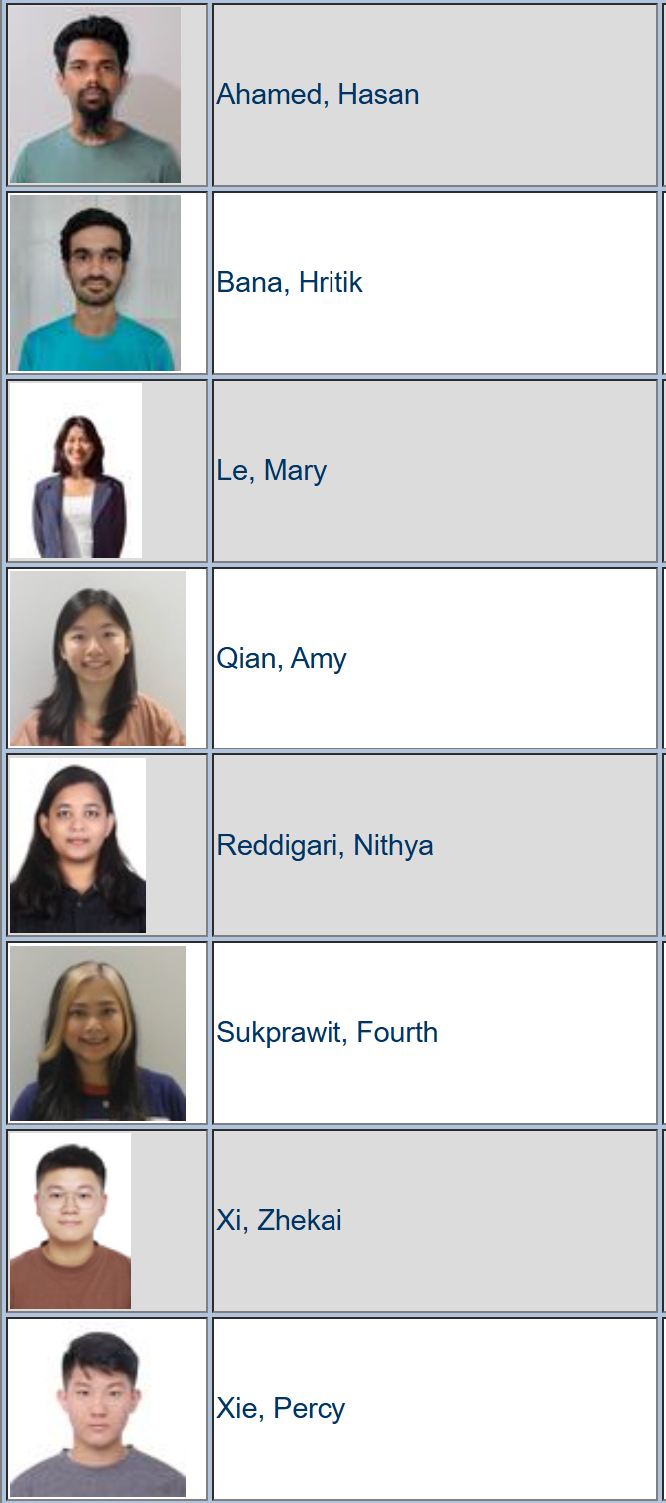 Ahamed, Hasan
Bana, Hritik
Le, Mary
Qian, Amy
Reddigari, Nithya
Sukprawit, Fourth
Xi, Zhekai
Xie, Percy